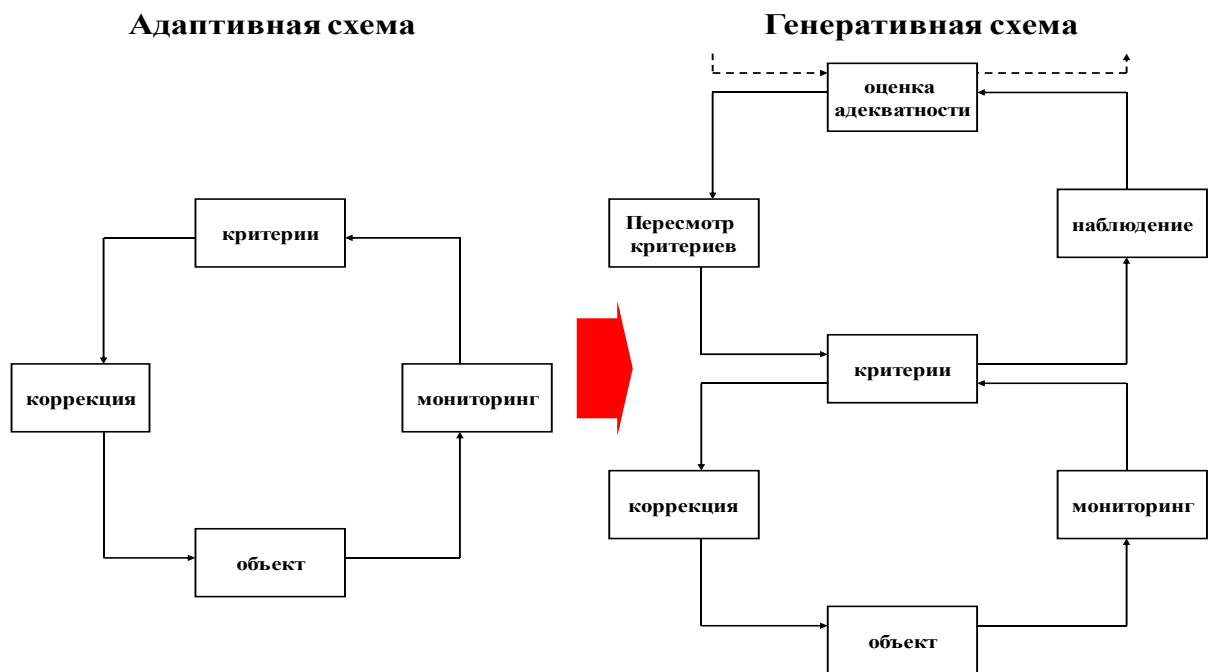 Адаптивная схема
критерии
коррекция
мониторинг
объект
Генеративная схема
оценка
адекватности
Пересмотр
критериев
наблюдение
критерии
коррекция
мониторинг
объект